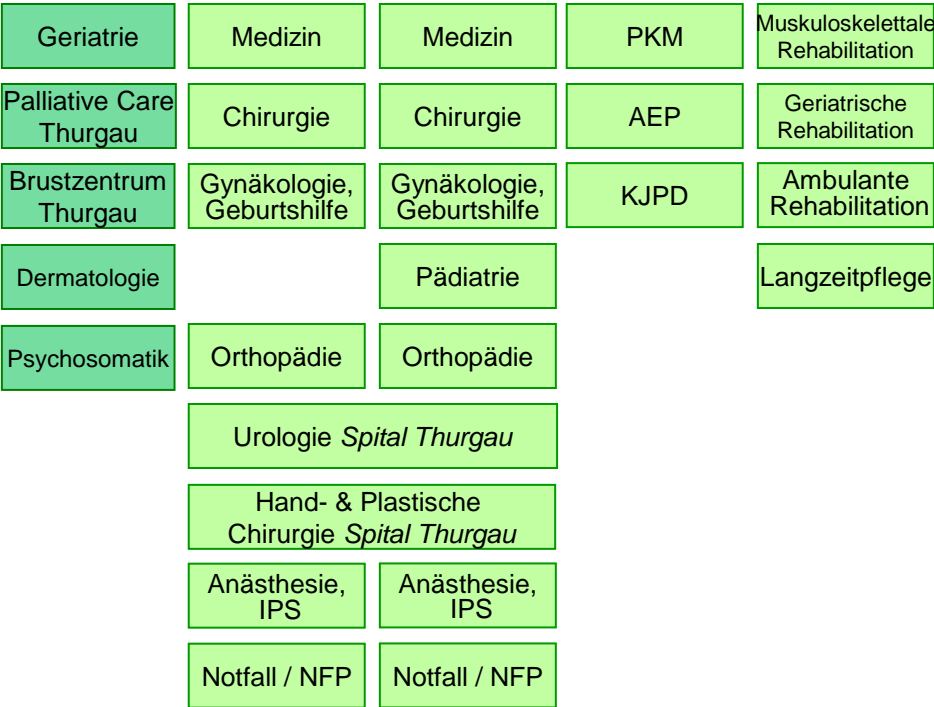 Geriatrie
Medizin
Medizin
PKM
Muskuloskelettale
Rehabilitation
Palliative Care
Thurgau
Chirurgie
Chirurgie
AEP
Geriatrische
Rehabilitation
Brustzentrum
Thurgau
Gynäkologie,
Geburtshilfe
Gynäkologie,
Geburtshilfe
KJPD
Ambulante
Rehabilitation
Dermatologie
Pädiatrie
Langzeitpflege
Psychosomatik
Orthopädie
Orthopädie
Urologie Spital Thurgau
Hand- & Plastische
Chirurgie Spital Thurgau
Anästhesie,
IPS
Anästhesie,
IPS
Notfall / NFP
Notfall / NFP